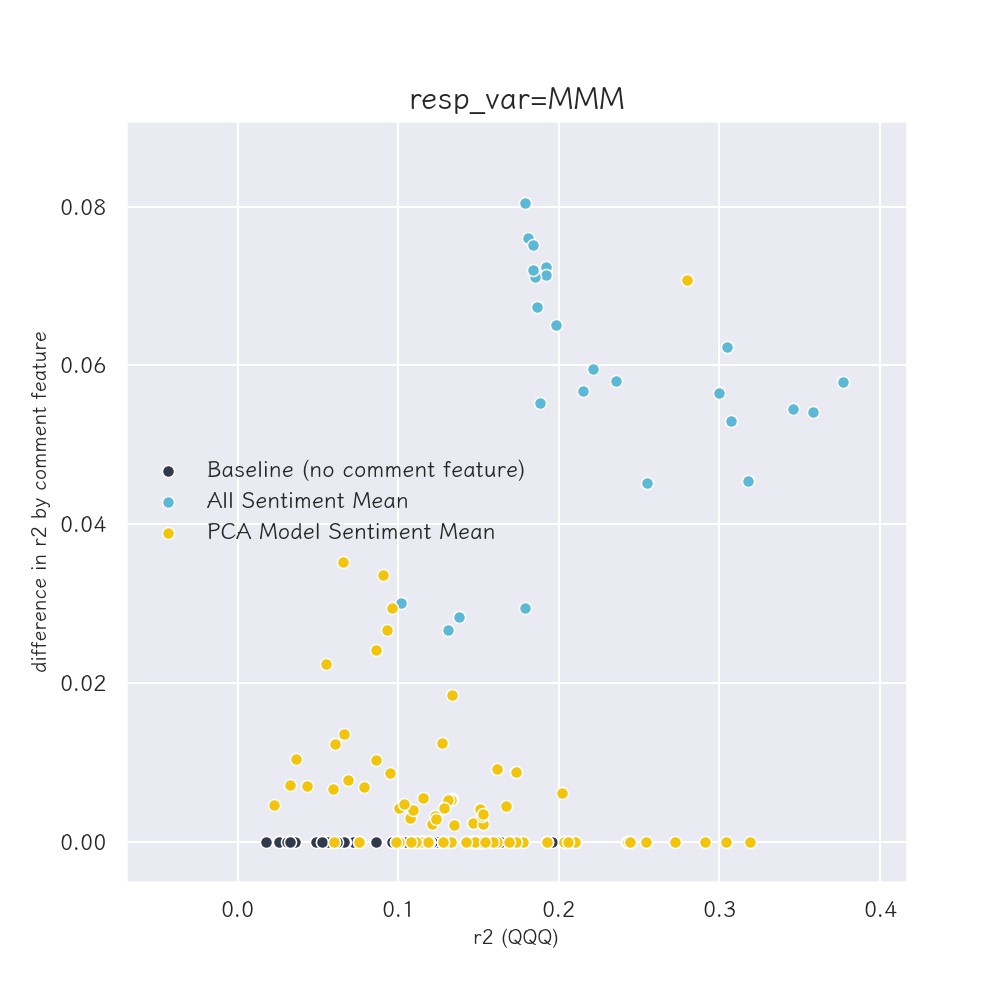 resp_var=MMM
0.08
0.06
0.04
0.02
0.00
difference in r2 by comment feature
Baseline (no comment feature)
All Sentiment Mean
PCA Model Sentiment Mean
0.0 0.1 0.2 0.3 0.4
r2 (QQQ)